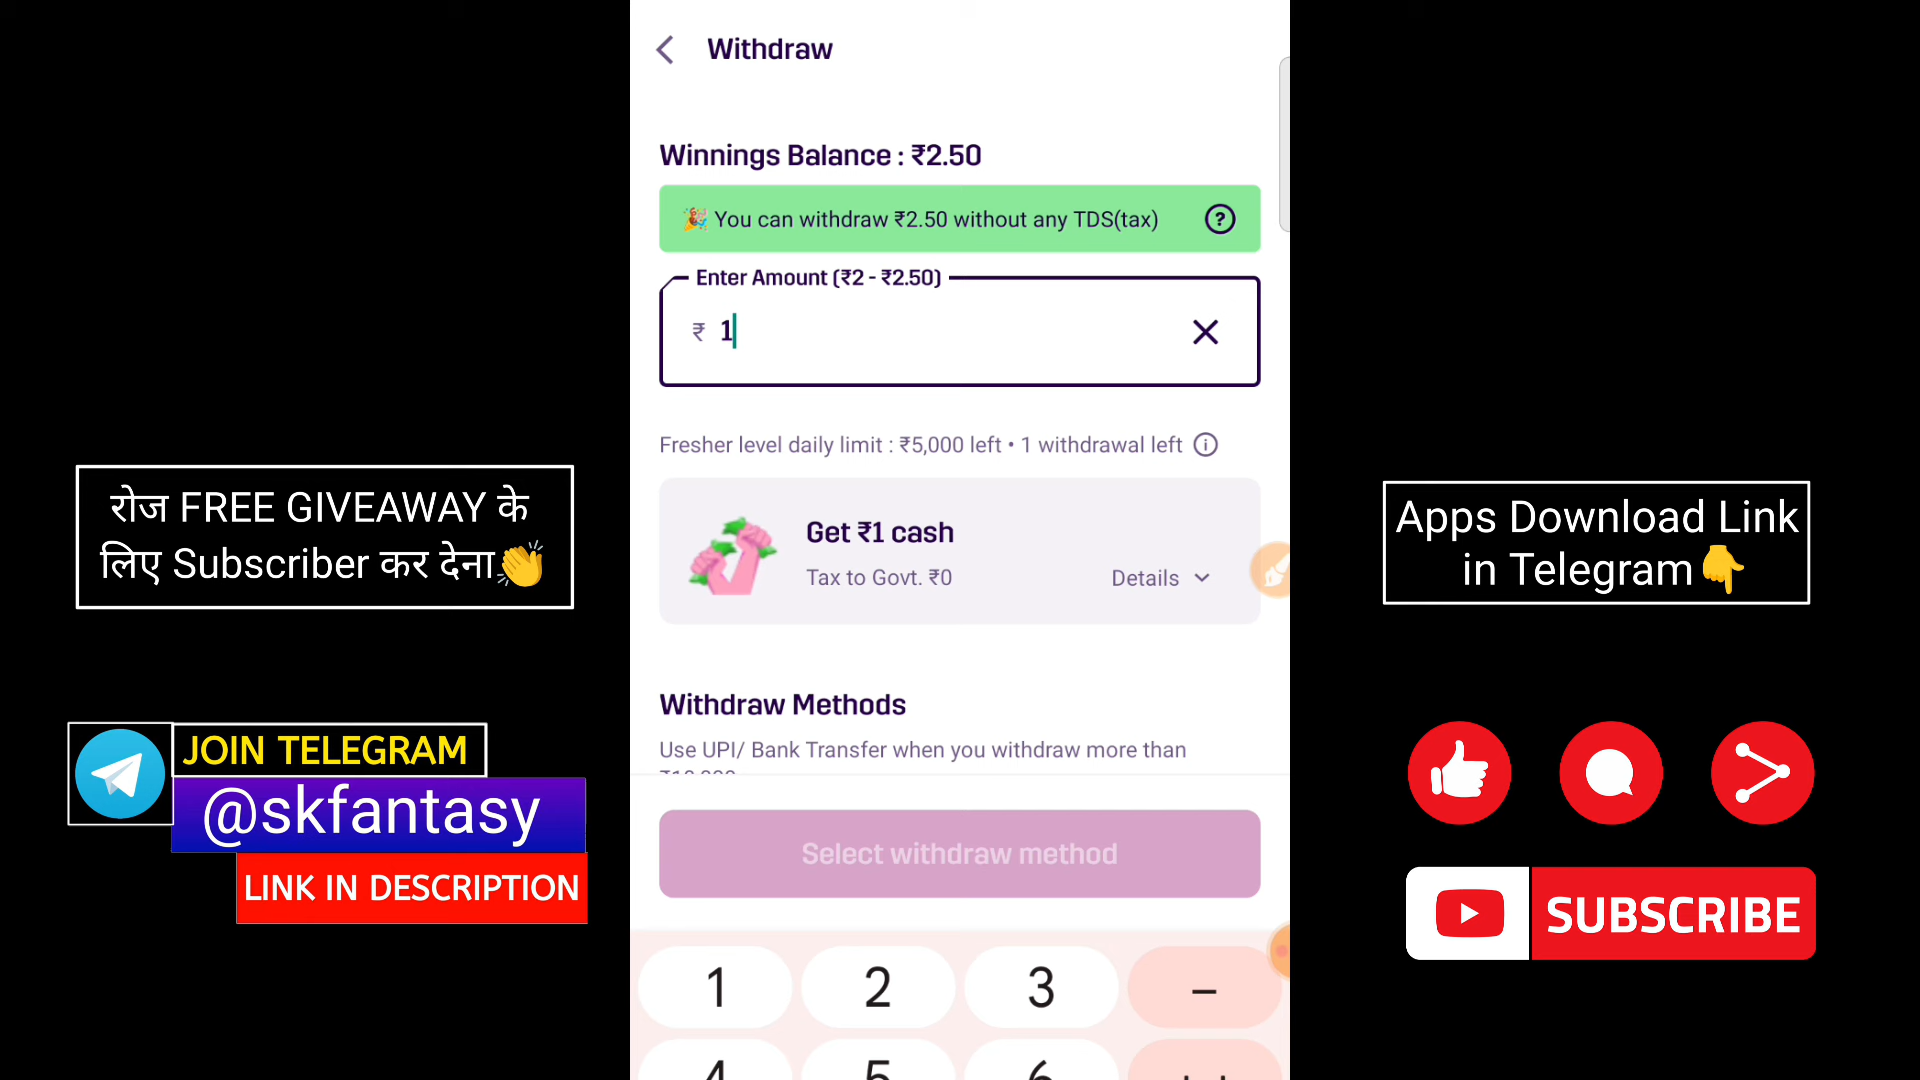 Withdraw
Winnings Balance : ₹2.50
🎉 You can withdraw ₹2.50 without any TDS(tax)
Enter Amount (₹2 - ₹2.50)
₹ 1
Fresher level daily limit : ₹5,000 left • 1 withdrawal left
Get ₹1 cash
Tax to Govt. ₹0
Details
Withdraw Methods
Use UPI/ Bank Transfer when you withdraw more than
Select withdraw method
1 2 3 –
4 5 6
रोज FREE GIVEAWAY के
लिए Subscriber कर देना👏
JOIN TELEGRAM
@skfantasy
LINK IN DESCRIPTION
Apps Download Link
in Telegram👇
SUBSCRIBE